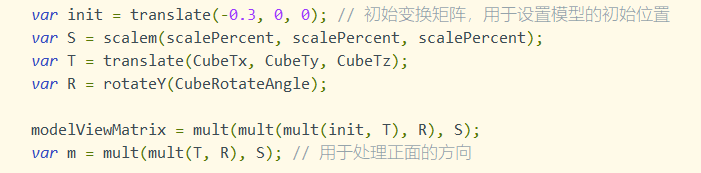 var init = translate(-0.3, 0, 0); // 初始变换矩阵，用于设置模型的初始位置
var S = scalem(scalePercent, scalePercent, scalePercent);
var T = translate(CubeTx, CubeTy, CubeTz);
var R = rotateY(CubeRotateAngle);
modelViewMatrix = mult(mult(mult(init, T), R), S);
var m = mult(mult(T, R), S); // 用于处理正面的方向